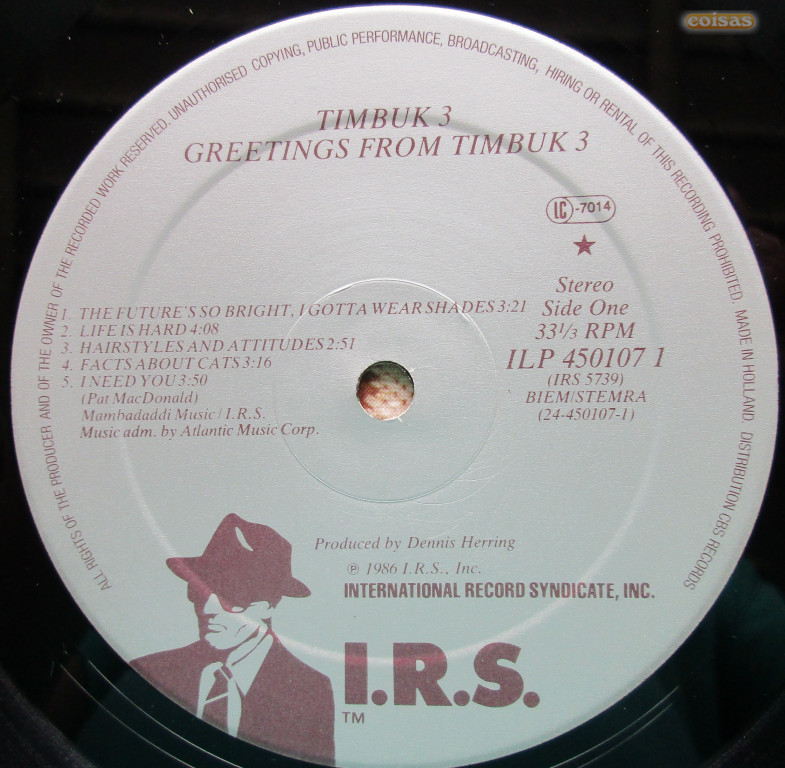 coisas
ALL RIGHTS OF THE PRODUCER AND OF THE OWNER OF THE RECORDED WORK RESERVED. UNAUTHORISED COPYING, PUBLIC PERFORMANCE, BROADCASTING, HIRING OR RENTAL OF THIS RECORDING PROHIBITED. MADE IN HOLLAND. DISTRIBUTION CBS RECORDS
TIMBUK 3
GREETINGS FROM TIMBUK 3
LC-7014
1. THE FUTURE'S SO BRIGHT, I GOTTA WEAR SHADES 3:21
2. LIFE IS HARD 4:08
3. HAIRSTYLES AND ATTITUDES 2:51
4. FACTS ABOUT CATS 3:16
5. I NEED YOU 3:50
(Pat MacDonald)
Mambadaddi Music / I.R.S.
Music adm. by Atlantic Music Corp.
Stereo
Side One
33⅓ RPM
ILP 450107 1
(IRS 5739)
BIEM/STEMRA
(24-450107-1)
Produced by Dennis Herring
℗ 1986 I.R.S., Inc.
INTERNATIONAL RECORD SYNDICATE, INC.
I.R.S.
TM